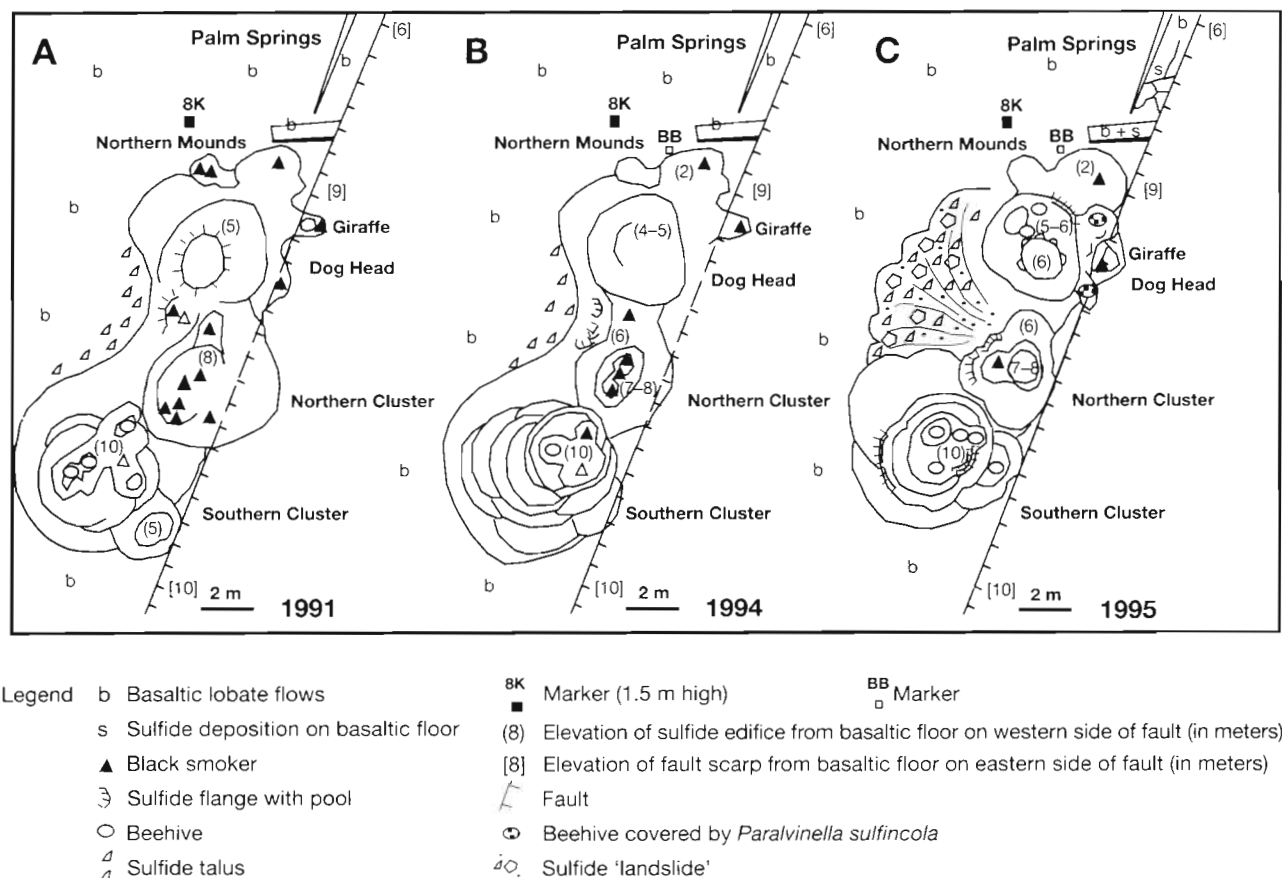 A
Palm Springs
[6]
b
b
b
8K
b
Northern Mounds
[9]
(5)
b
Giraffe
Dog Head
b
(8)
Northern Cluster
(10)
(5)
Southern Cluster
b
[10]
2 m
1991
B
Palm Springs
[6]
b
b
b
8K
BB
b
Northern Mounds
(2)
[9]
b
(4–5)
Giraffe
Dog Head
b
(6)
(7–8)
Northern Cluster
b
(10)
Southern Cluster
b
[10]
2 m
1994
C
Palm Springs
b
[6]
b
b
s
8K
BB
b + s
Northern Mounds
(2)
[9]
b
(5–6)
Giraffe
(6)
Dog Head
b
(6)
7–8
Northern Cluster
b
(10)
Southern Cluster
b
[10]
2 m
1995
Legend
b Basaltic lobate flows
s Sulfide deposition on basaltic floor
Black smoker
Sulfide flange with pool
Beehive
Sulfide talus
8K
Marker (1.5 m high)
BB
Marker
(8) Elevation of sulfide edifice from basaltic floor on western side of fault (in meters)
[8] Elevation of fault scarp from basaltic floor on eastern side of fault (in meters)
Fault
Beehive covered by Paralvinella sulfincola
Sulfide 'landslide'